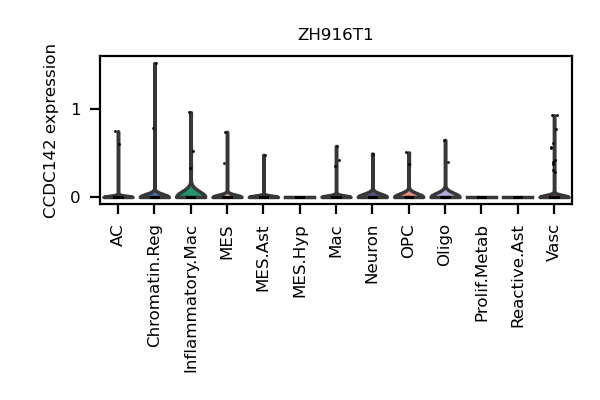 ZH916T1
CCDC142 expression
1
0
AC
Chromatin.Reg
Inflammatory.Mac
MES
MES.Ast
MES.Hyp
Mac
Neuron
OPC
Oligo
Prolif.Metab
Reactive.Ast
Vasc